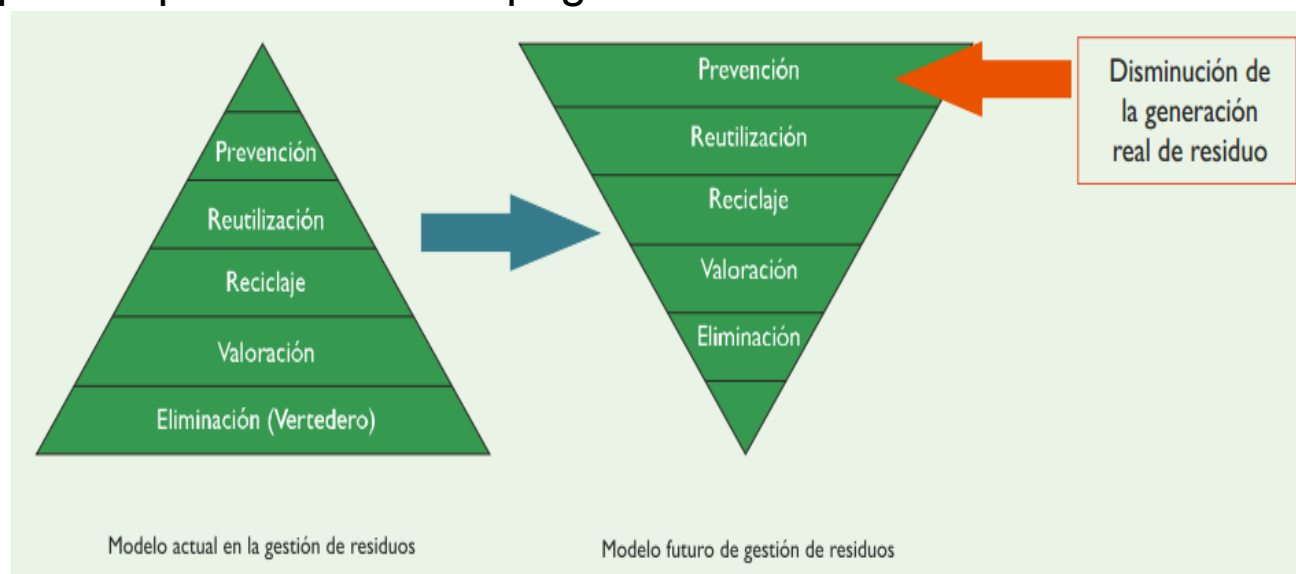 Prevención
Reutilización
Reciclaje
Valoración
Eliminación (Vertedero)
Modelo actual en la gestión de residuos
Prevención
Reutilización
Reciclaje
Valoración
Eliminación
Modelo futuro de gestión de residuos
Disminución de
la generación
real de residuo